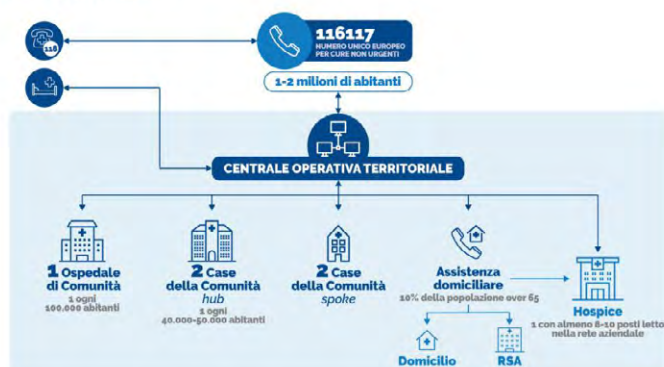 116117
NUMERO UNICO EUROPEO
PER CURE NON URGENTI
118
1-2 milioni di abitanti
CENTRALE OPERATIVA TERRITORIALE
1 Ospedale
di Comunità
1 ogni
100.000 abitanti
2 Case
della Comunità
hub
1 ogni
40.000-50.000 abitanti
2 Case
della Comunità
spoke
Assistenza
domiciliare
10% della popolazione over 65
Hospice
1 con almeno 8-10 posti letto
nella rete aziendale
Domicilio
RSA